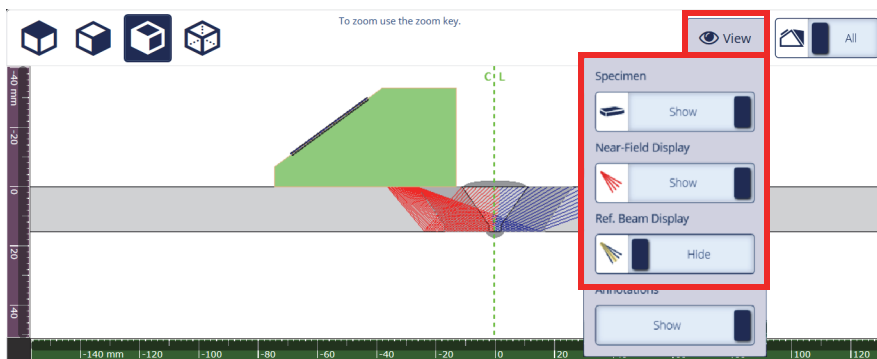 To zoom use the zoom key.
View
All
Specimen
Show
Near-Field Display
Show
Ref. Beam Display
Hide
Annotations
Show
C L
-40 mm
-20
0
20
40
-140 mm
-120
-100
-80
-60
-40
-20
0
20
100
120